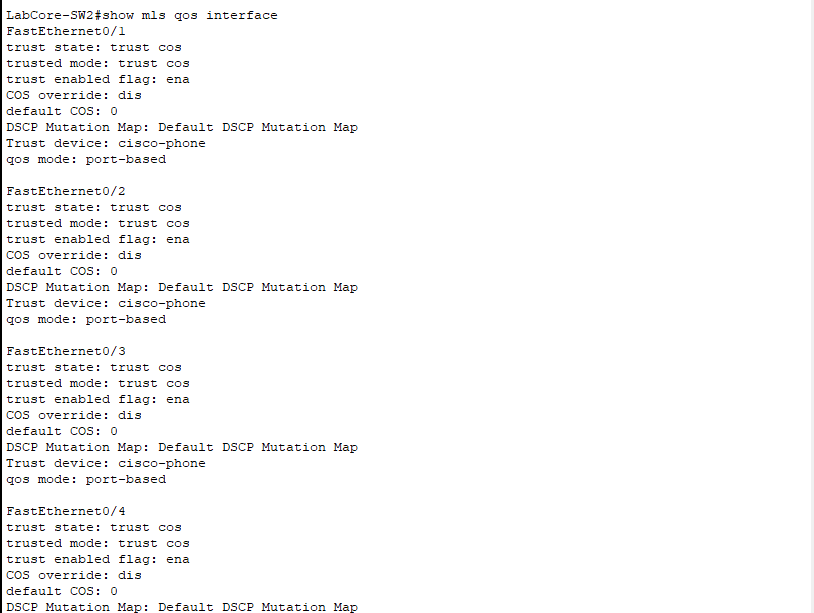 LabCore-SW2#show mls qos interface
FastEthernet0/1
trust state: trust cos
trusted mode: trust cos
trust enabled flag: ena
COS override: dis
default COS: 0
DSCP Mutation Map: Default DSCP Mutation Map
Trust device: cisco-phone
qos mode: port-based

FastEthernet0/2
trust state: trust cos
trusted mode: trust cos
trust enabled flag: ena
COS override: dis
default COS: 0
DSCP Mutation Map: Default DSCP Mutation Map
Trust device: cisco-phone
qos mode: port-based

FastEthernet0/3
trust state: trust cos
trusted mode: trust cos
trust enabled flag: ena
COS override: dis
default COS: 0
DSCP Mutation Map: Default DSCP Mutation Map
Trust device: cisco-phone
qos mode: port-based

FastEthernet0/4
trust state: trust cos
trusted mode: trust cos
trust enabled flag: ena
COS override: dis
default COS: 0
DSCP Mutation Map: Default DSCP Mutation Map